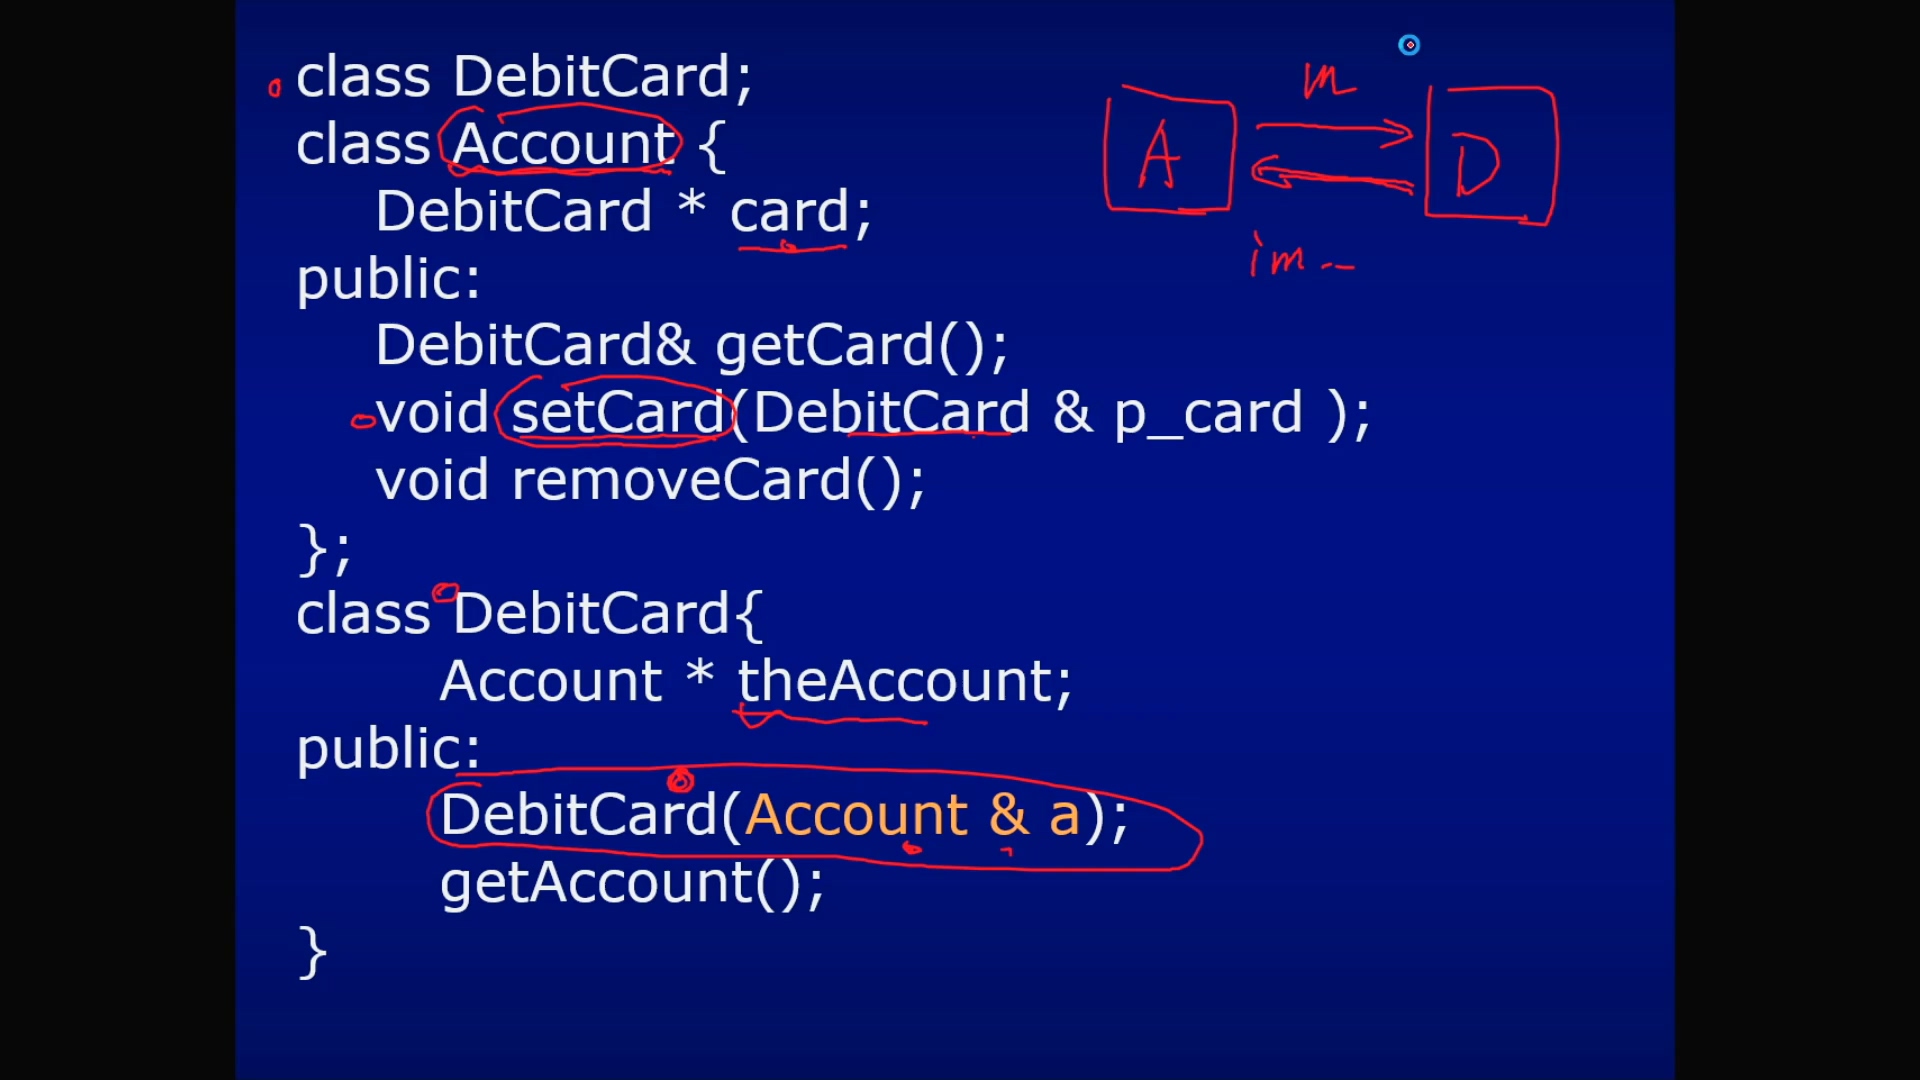 class DebitCard;
class Account {
DebitCard * card;
public:
DebitCard& getCard();
void setCard(DebitCard & p_card );
void removeCard();
};
class DebitCard{
Account * theAccount;
public:
DebitCard(Account & a);
getAccount();
}
m
A
D
im --